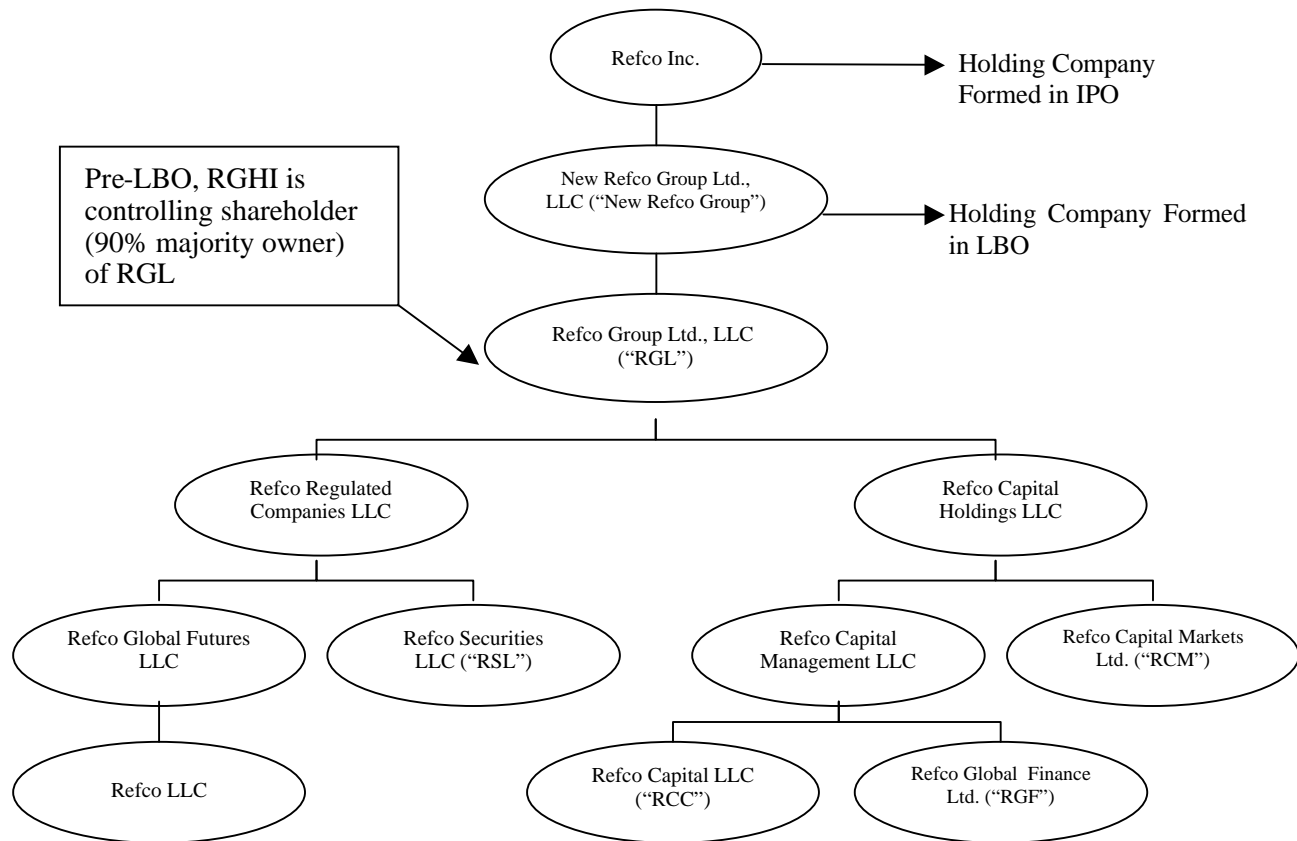 Refco Inc.
Holding Company
Formed in IPO
Pre-LBO, RGHI is
controlling shareholder
(90% majority owner)
of RGL
New Refco Group Ltd.,
LLC (“New Refco Group”)
Holding Company Formed
in LBO
Refco Group Ltd., LLC
(“RGL”)
Refco Regulated
Companies LLC
Refco Capital
Holdings LLC
Refco Global Futures
LLC
Refco Securities
LLC (“RSL”)
Refco Capital
Management LLC
Refco Capital Markets
Ltd. (“RCM”)
Refco LLC
Refco Capital LLC
(“RCC”)
Refco Global Finance
Ltd. (“RGF”)